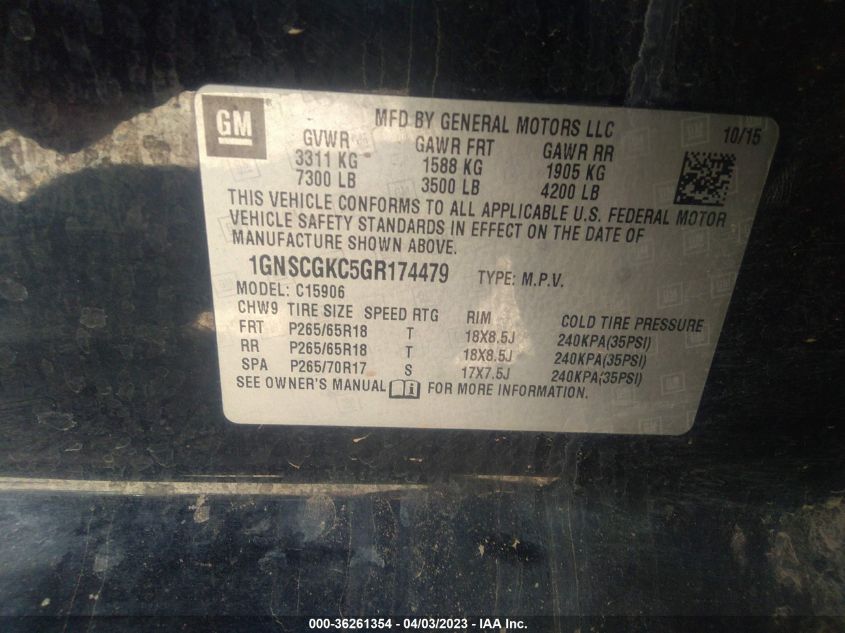 GM
MFD BY GENERAL MOTORS LLC
10/15
GVWR GAWR FRT GAWR RR
3311 KG 1588 KG 1905 KG
7300 LB 3500 LB 4200 LB
THIS VEHICLE CONFORMS TO ALL APPLICABLE U.S. FEDERAL MOTOR
VEHICLE SAFETY STANDARDS IN EFFECT ON THE DATE OF
MANUFACTURE SHOWN ABOVE.
1GNSCGKC5GR174479 TYPE: M.P.V.
MODEL: C15906
CHW9 TIRE SIZE SPEED RTG RIM COLD TIRE PRESSURE
FRT P265/65R18 T 18X8.5J 240KPA(35PSI)
RR P265/65R18 T 18X8.5J 240KPA(35PSI)
SPA P265/70R17 S 17X7.5J 240KPA(35PSI)
SEE OWNER'S MANUAL FOR MORE INFORMATION.
000-36261354 - 04/03/2023 - IAA Inc.